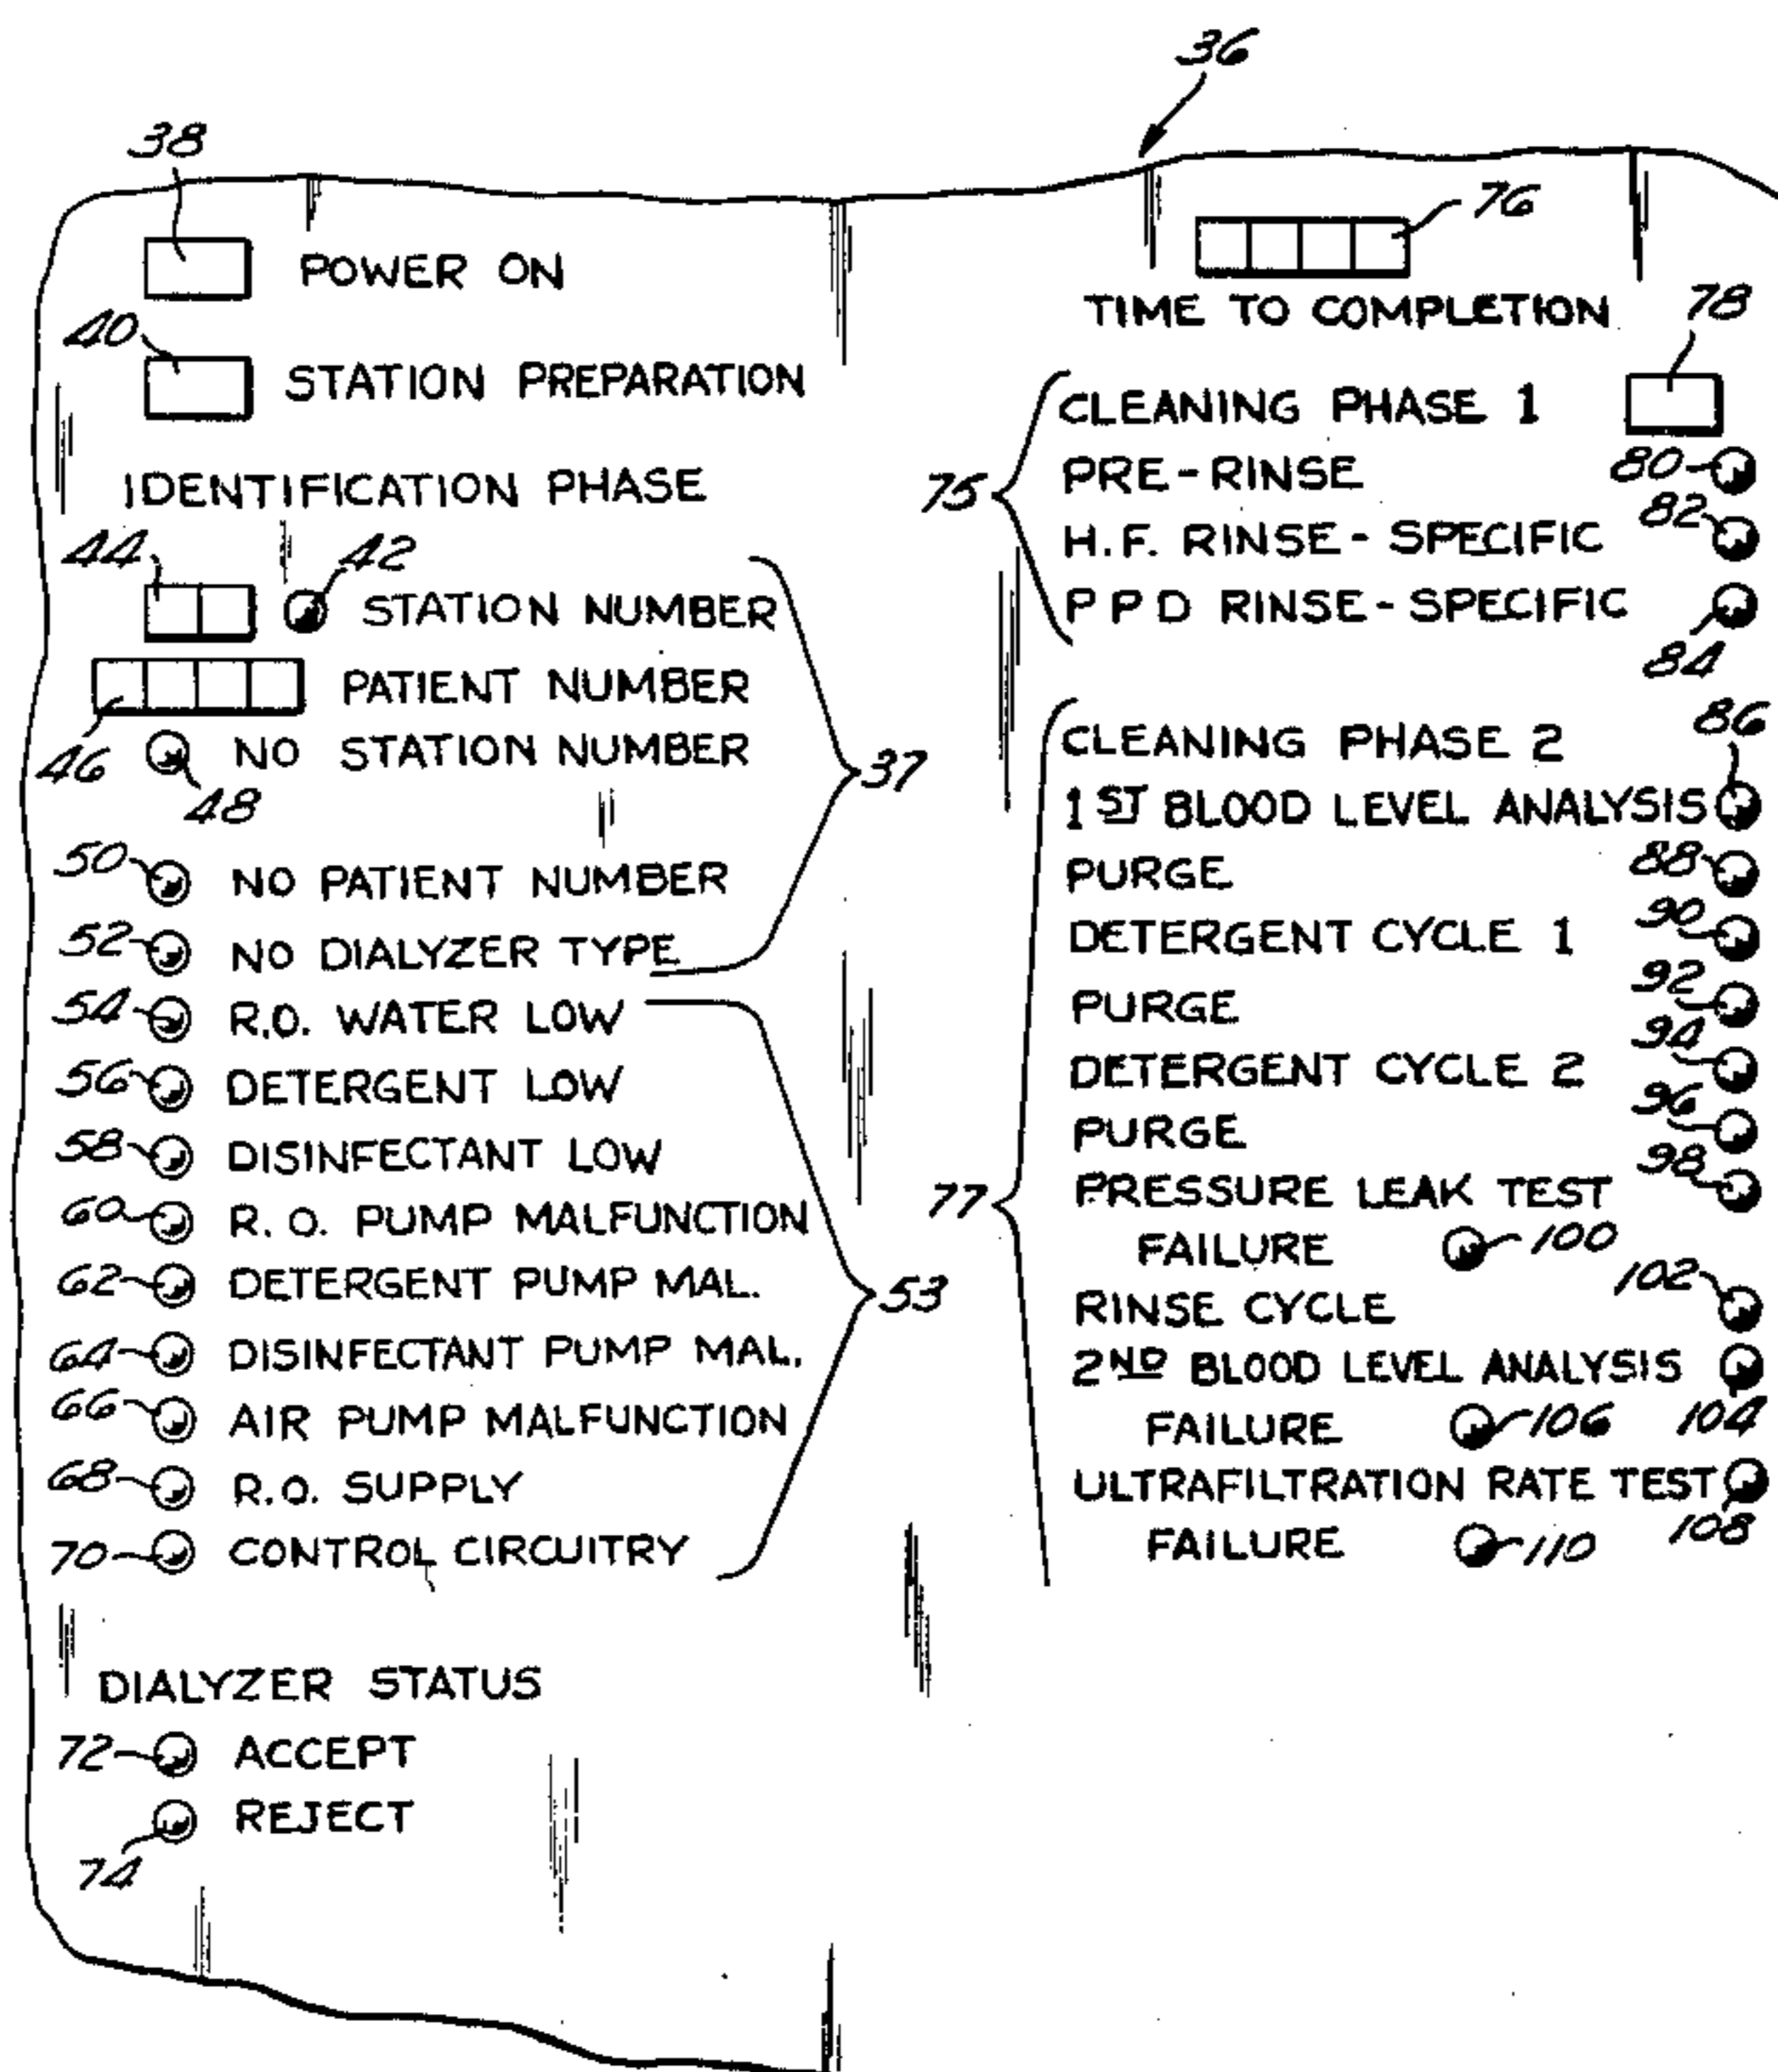 36
38
POWER ON
40
STATION PREPARATION
IDENTIFICATION PHASE
44 42
STATION NUMBER
PATIENT NUMBER
46 NO STATION NUMBER
48
37
50 NO PATIENT NUMBER
52 NO DIALYZER TYPE
54 R.O. WATER LOW
56 DETERGENT LOW
58 DISINFECTANT LOW
60 R.O. PUMP MALFUNCTION
62 DETERGENT PUMP MAL.
53
64 DISINFECTANT PUMP MAL.
66 AIR PUMP MALFUNCTION
68 R.O. SUPPLY
70 CONTROL CIRCUITRY
DIALYZER STATUS
72 ACCEPT
REJECT
74
76
TIME TO COMPLETION
78
CLEANING PHASE 1
75 PRE-RINSE 80
H.F. RINSE-SPECIFIC 82
PPD RINSE-SPECIFIC
84
86
CLEANING PHASE 2
1ST BLOOD LEVEL ANALYSIS
PURGE 88
DETERGENT CYCLE 1 90
PURGE 92
DETERGENT CYCLE 2 94
PURGE 96
77 PRESSURE LEAK TEST 98
FAILURE 100
RINSE CYCLE 102
2ND BLOOD LEVEL ANALYSIS
FAILURE 106 104
ULTRAFILTRATION RATE TEST
FAILURE 110 108